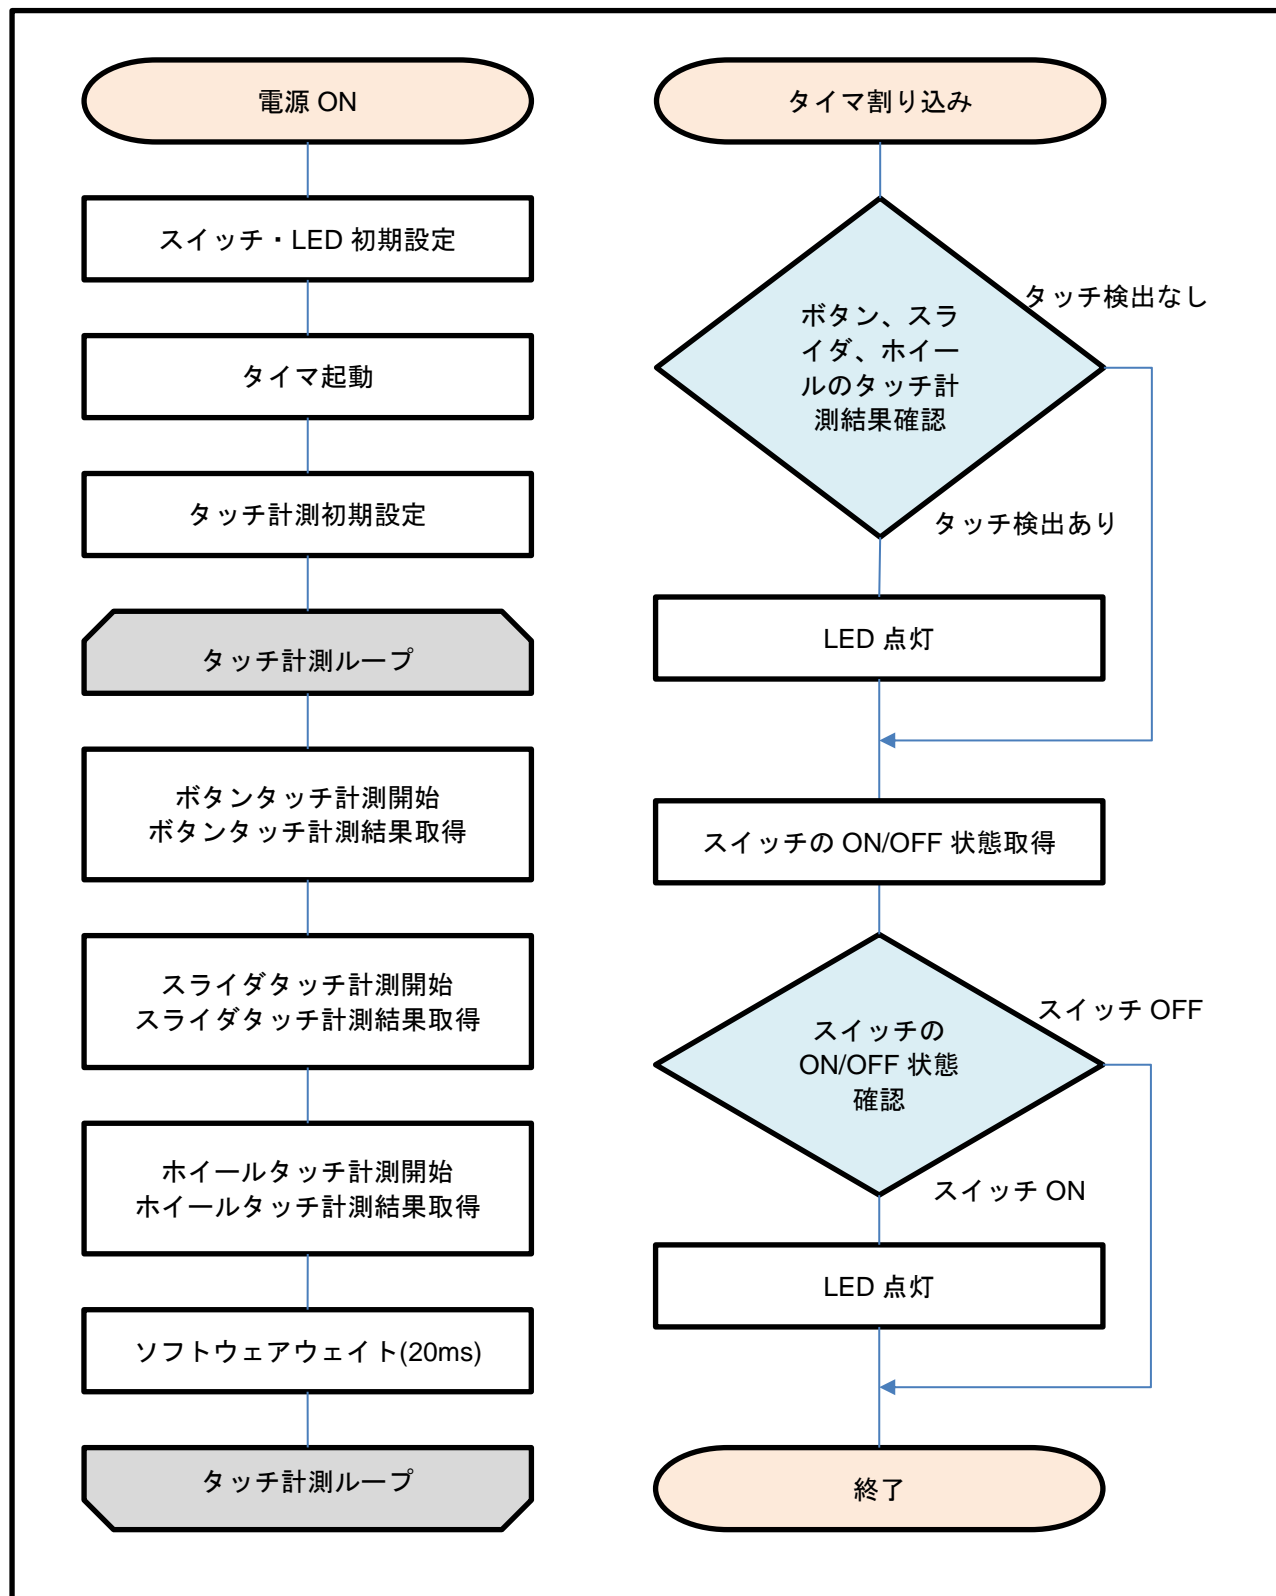 電源 ON
スイッチ・LED 初期設定
タイマ起動
タッチ計測初期設定
タッチ計測ループ
ボタンタッチ計測開始
ボタンタッチ計測結果取得
スライダタッチ計測開始
スライダタッチ計測結果取得
ホイールタッチ計測開始
ホイールタッチ計測結果取得
ソフトウェアウェイト(20ms)
タッチ計測ループ
タイマ割り込み
ボタン、スラ
イダ、ホイー
ルのタッチ計
測結果確認
タッチ検出なし
タッチ検出あり
LED 点灯
スイッチの ON/OFF 状態取得
スイッチの
ON/OFF 状態
確認
スイッチ OFF
スイッチ ON
LED 点灯
終了